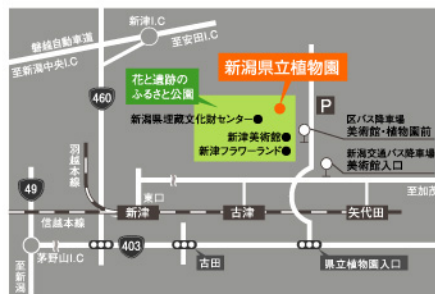 新津I.C
磐越自動車道
至安田I.C
至新潟中央I.C
新潟県立植物園
花と遺跡の
ふるさと公園
460
P
新潟県埋蔵文化財センター
区バス降車場
美術館・植物園前
新津美術館
新津フラワーランド
新潟交通バス降車場
美術館入口
羽越本線
49
東口
至加茂
信越本線
新津
古津
矢代田
403
茅野山I.C
古田
県立植物園入口
至新潟